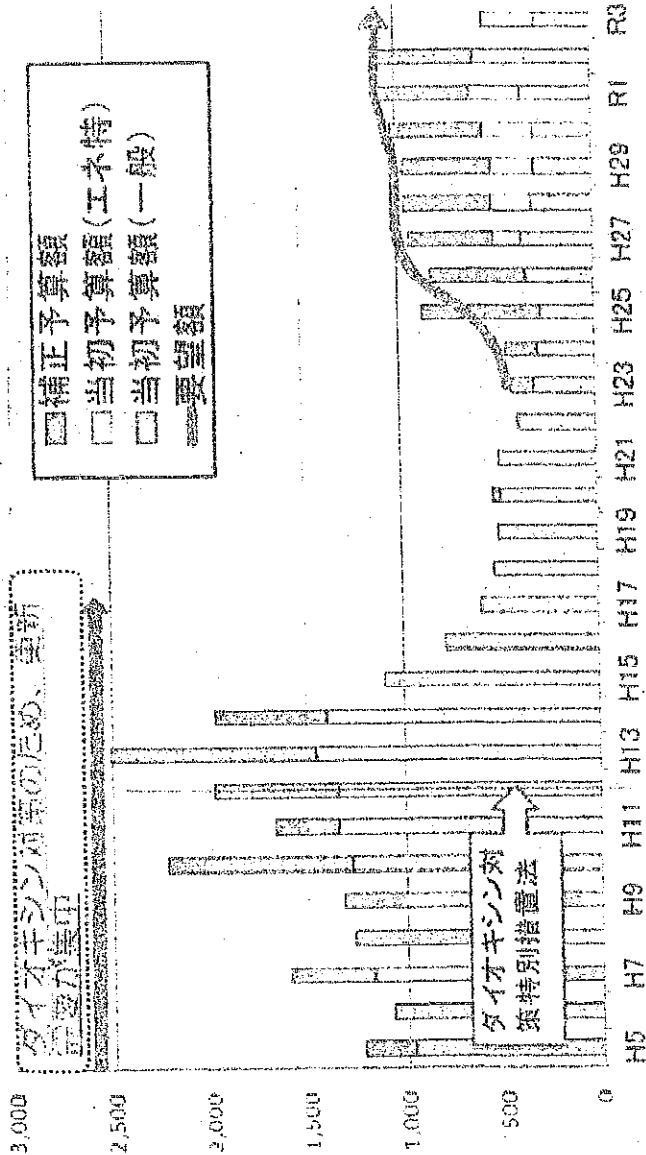 3,000
2,500
2,000
1,500
1,000
500
0
ダイオキシン対策のため、更新
需要が集中
補正予算額
当初予算額(エネ特)
当初予算額(一般)
要望額
ダイオキシン対
策特別措置法
H5
H7
H9
H11
H13
H15
H17
H19
H21
H23
H25
H27
H29
R1
R3